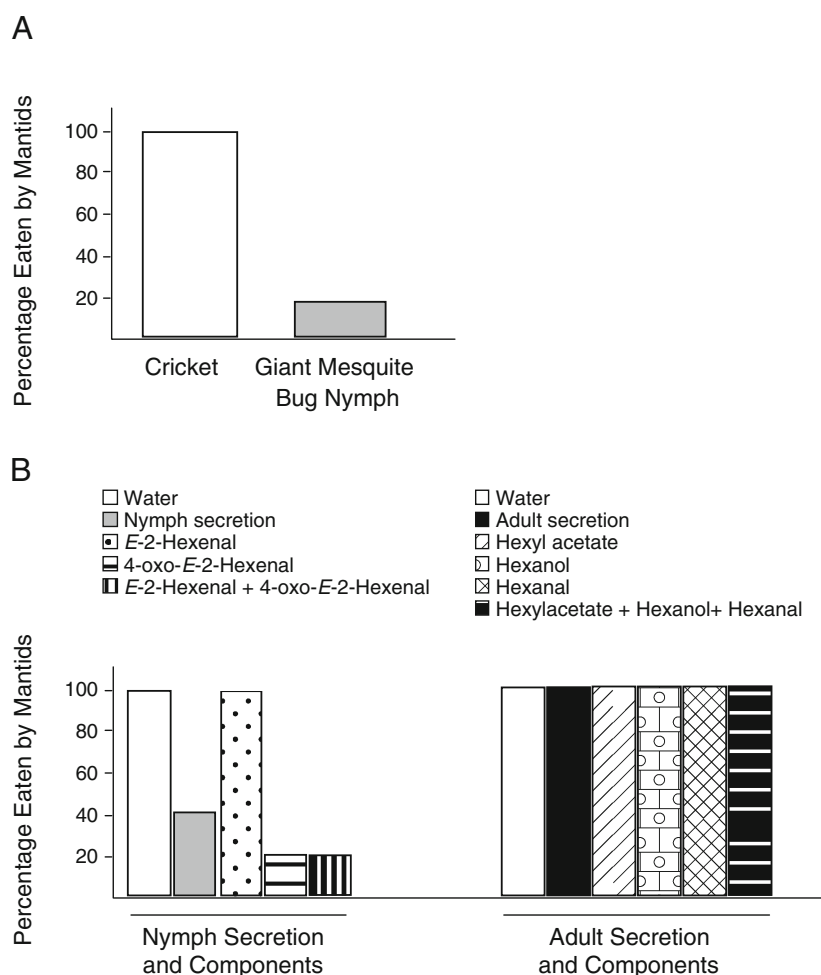 A
Percentage Eaten by Mantids
100
80
60
40
20
Cricket
Giant Mesquite
Bug Nymph
B
Water
Nymph secretion
E-2-Hexenal
4-oxo-E-2-Hexenal
E-2-Hexenal + 4-oxo-E-2-Hexenal
Water
Adult secretion
Hexyl acetate
Hexanol
Hexanal
Hexylacetate + Hexanol+ Hexanal
Percentage Eaten by Mantids
100
80
60
40
20
Nymph Secretion
and Components
Adult Secretion
and Components